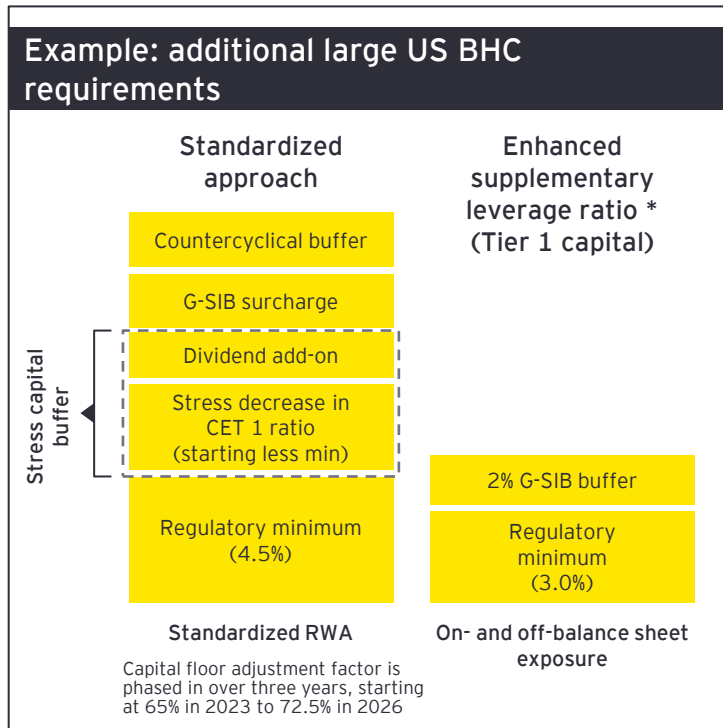 Example: additional large US BHC
requirements
Standardized
approach
Countercyclical buffer
G-SIB surcharge
Dividend add-on
Stress decrease in
CET 1 ratio
(starting less min)
Regulatory minimum
(4.5%)
Stress capital
buffer
Standardized RWA
Capital floor adjustment factor is
phased in over three years, starting
at 65% in 2023 to 72.5% in 2026
Enhanced
supplementary
leverage ratio *
(Tier 1 capital)
2% G-SIB buffer
Regulatory
minimum
(3.0%)
On- and off-balance sheet
exposure